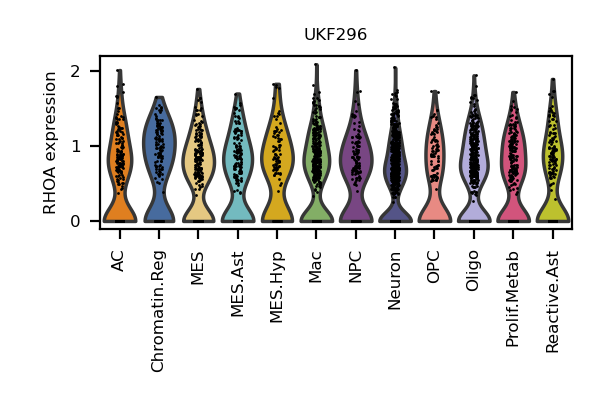 UKF296
RHOA expression
2
1
0
AC
Chromatin.Reg
MES
MES.Ast
MES.Hyp
Mac
NPC
Neuron
OPC
Oligo
Prolif.Metab
Reactive.Ast